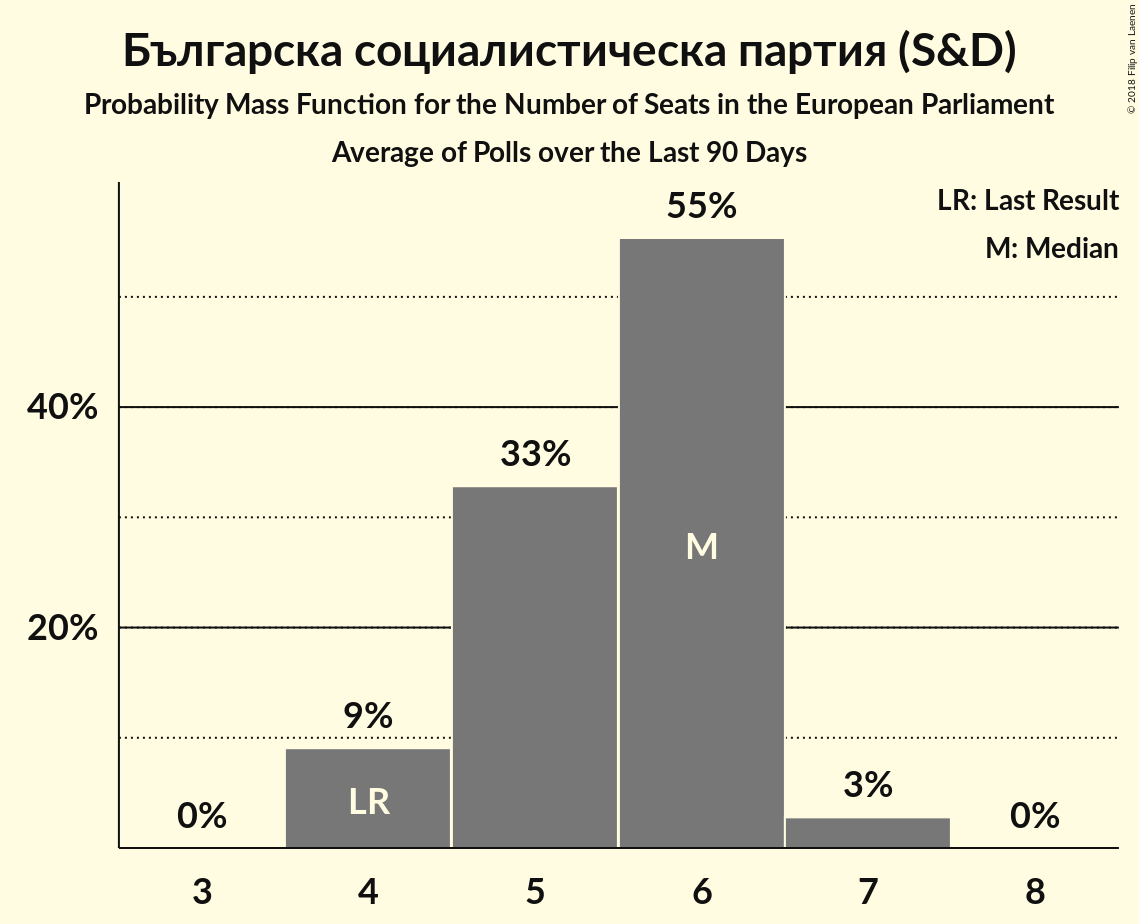 Българска социалистическа партия (S&D)
Probability Mass Function for the Number of Seats in the European Parliament
Average of Polls over the Last 90 Days
© 2018 Filip van Laenen
LR: Last Result
M: Median
55%
40%
33%
M
20%
9%
LR
3%
0%
0%
3 4 5 6 7 8